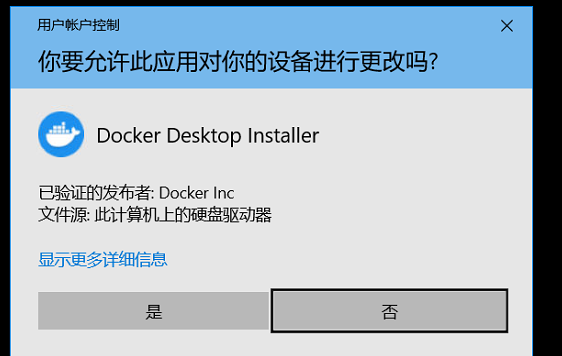 用户帐户控制
你要允许此应用对你的设备进行更改吗?
Docker Desktop Installer
已验证的发布者: Docker Inc
文件源: 此计算机上的硬盘驱动器
显示更多详细信息
是
否